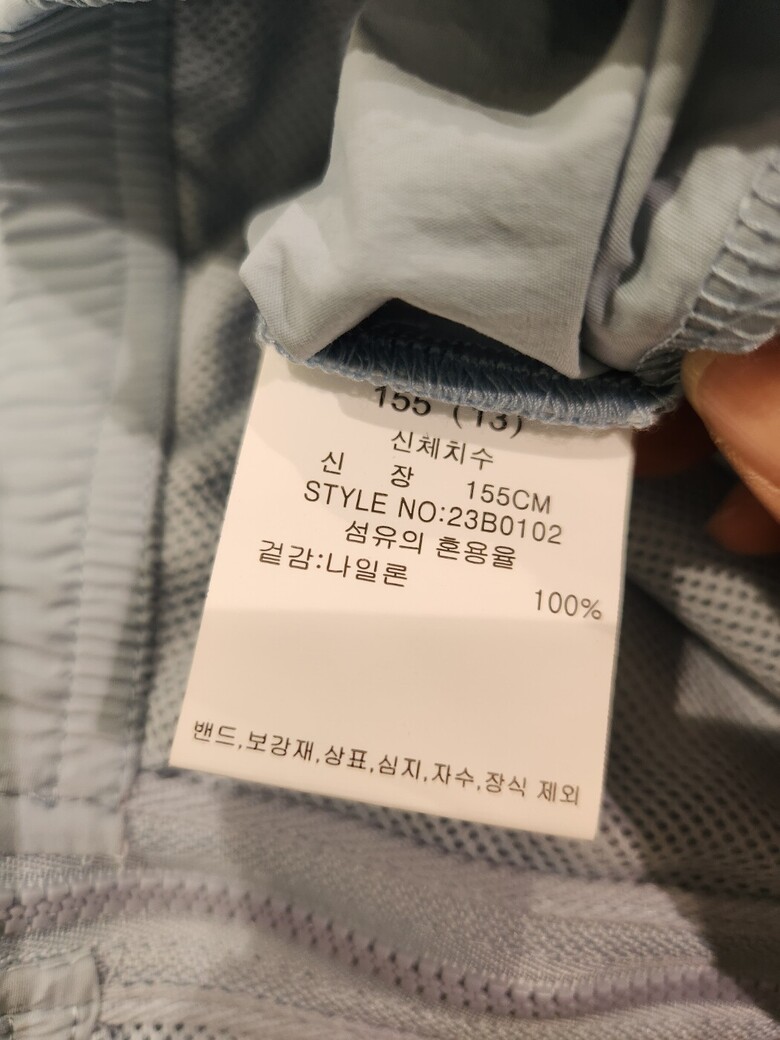 155 (13)
신체치수
신 장 155CM
STYLE NO:23B0102
섬유의 혼용율
겉감:나일론
100%
밴드,보강재,상표,심지,자수,장식 제외